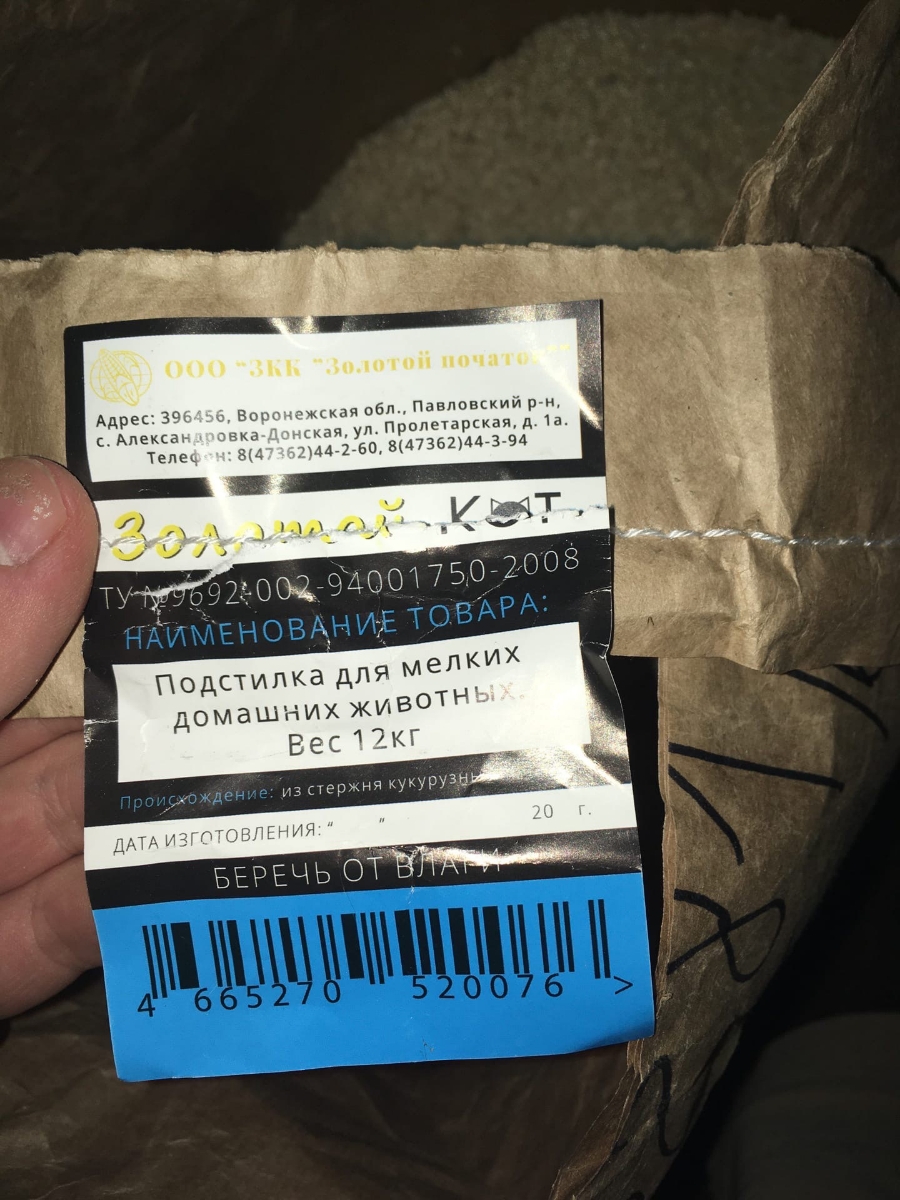 ООО "ЗКК "Золотой початок"
Адрес: 396456, Воронежская обл., Павловский р-н,
с. Александровка-Донская, ул. Пролетарская, д. 1а.
Телефон: 8(47362)44-2-60, 8(47362)44-3-94
Золотой КОТ
ТУ №9692-002-94001750-2008
НАИМЕНОВАНИЕ ТОВАРА:
Подстилка для мелких
домашних животных.
Вес 12кг
Происхождение: из стержня кукурузы
ДАТА ИЗГОТОВЛЕНИЯ: " " 20 г.
БЕРЕЧЬ ОТ ВЛАГИ
4 665270 520076 >